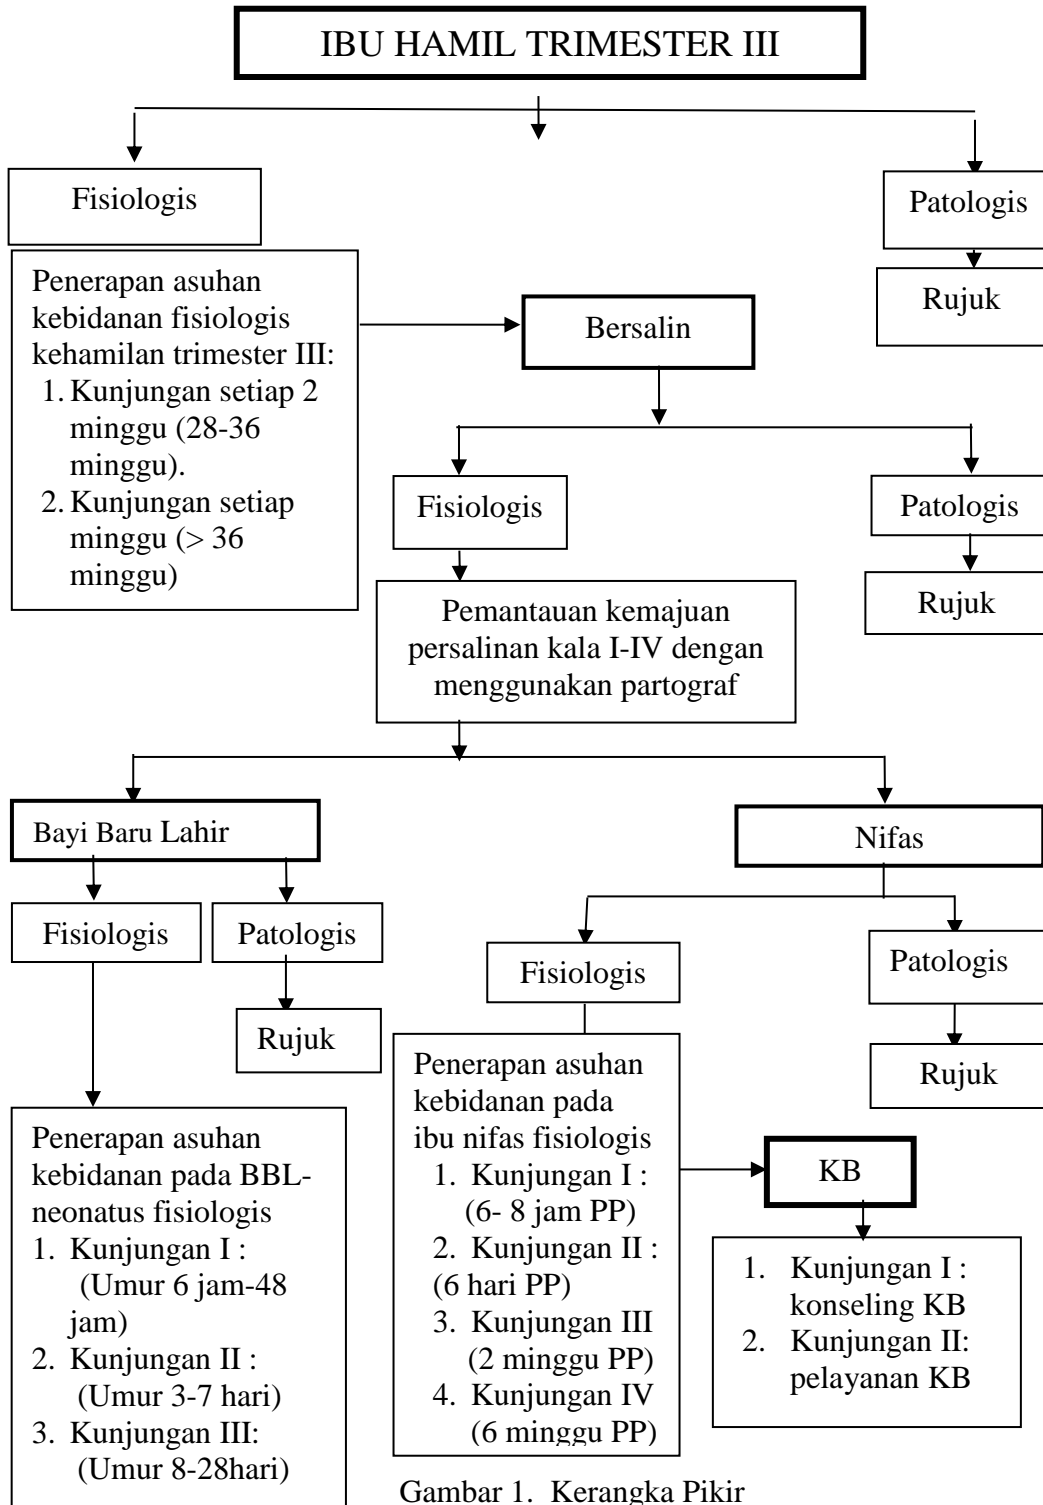 IBU HAMIL TRIMESTER III
Fisiologis
Patologis
Penerapan asuhan
kebidanan fisiologis
kehamilan trimester III:
1. Kunjungan setiap 2
minggu (28-36
minggu).
2. Kunjungan setiap
minggu (> 36
minggu)
Rujuk
Bersalin
Fisiologis
Patologis
Rujuk
Pemantauan kemajuan
persalinan kala I-IV dengan
menggunakan partograf
Bayi Baru Lahir
Nifas
Fisiologis
Patologis
Rujuk
Fisiologis
Patologis
Rujuk
Penerapan asuhan
kebidanan pada BBL-
neonatus fisiologis
1. Kunjungan I :
(Umur 6 jam-48
jam)
2. Kunjungan II :
(Umur 3-7 hari)
3. Kunjungan III:
(Umur 8-28hari)
Penerapan asuhan
kebidanan pada
ibu nifas fisiologis
1. Kunjungan I :
(6- 8 jam PP)
2. Kunjungan II :
(6 hari PP)
3. Kunjungan III
(2 minggu PP)
4. Kunjungan IV
(6 minggu PP)
KB
1. Kunjungan I :
konseling KB
2. Kunjungan II:
pelayanan KB
Gambar 1. Kerangka Pikir